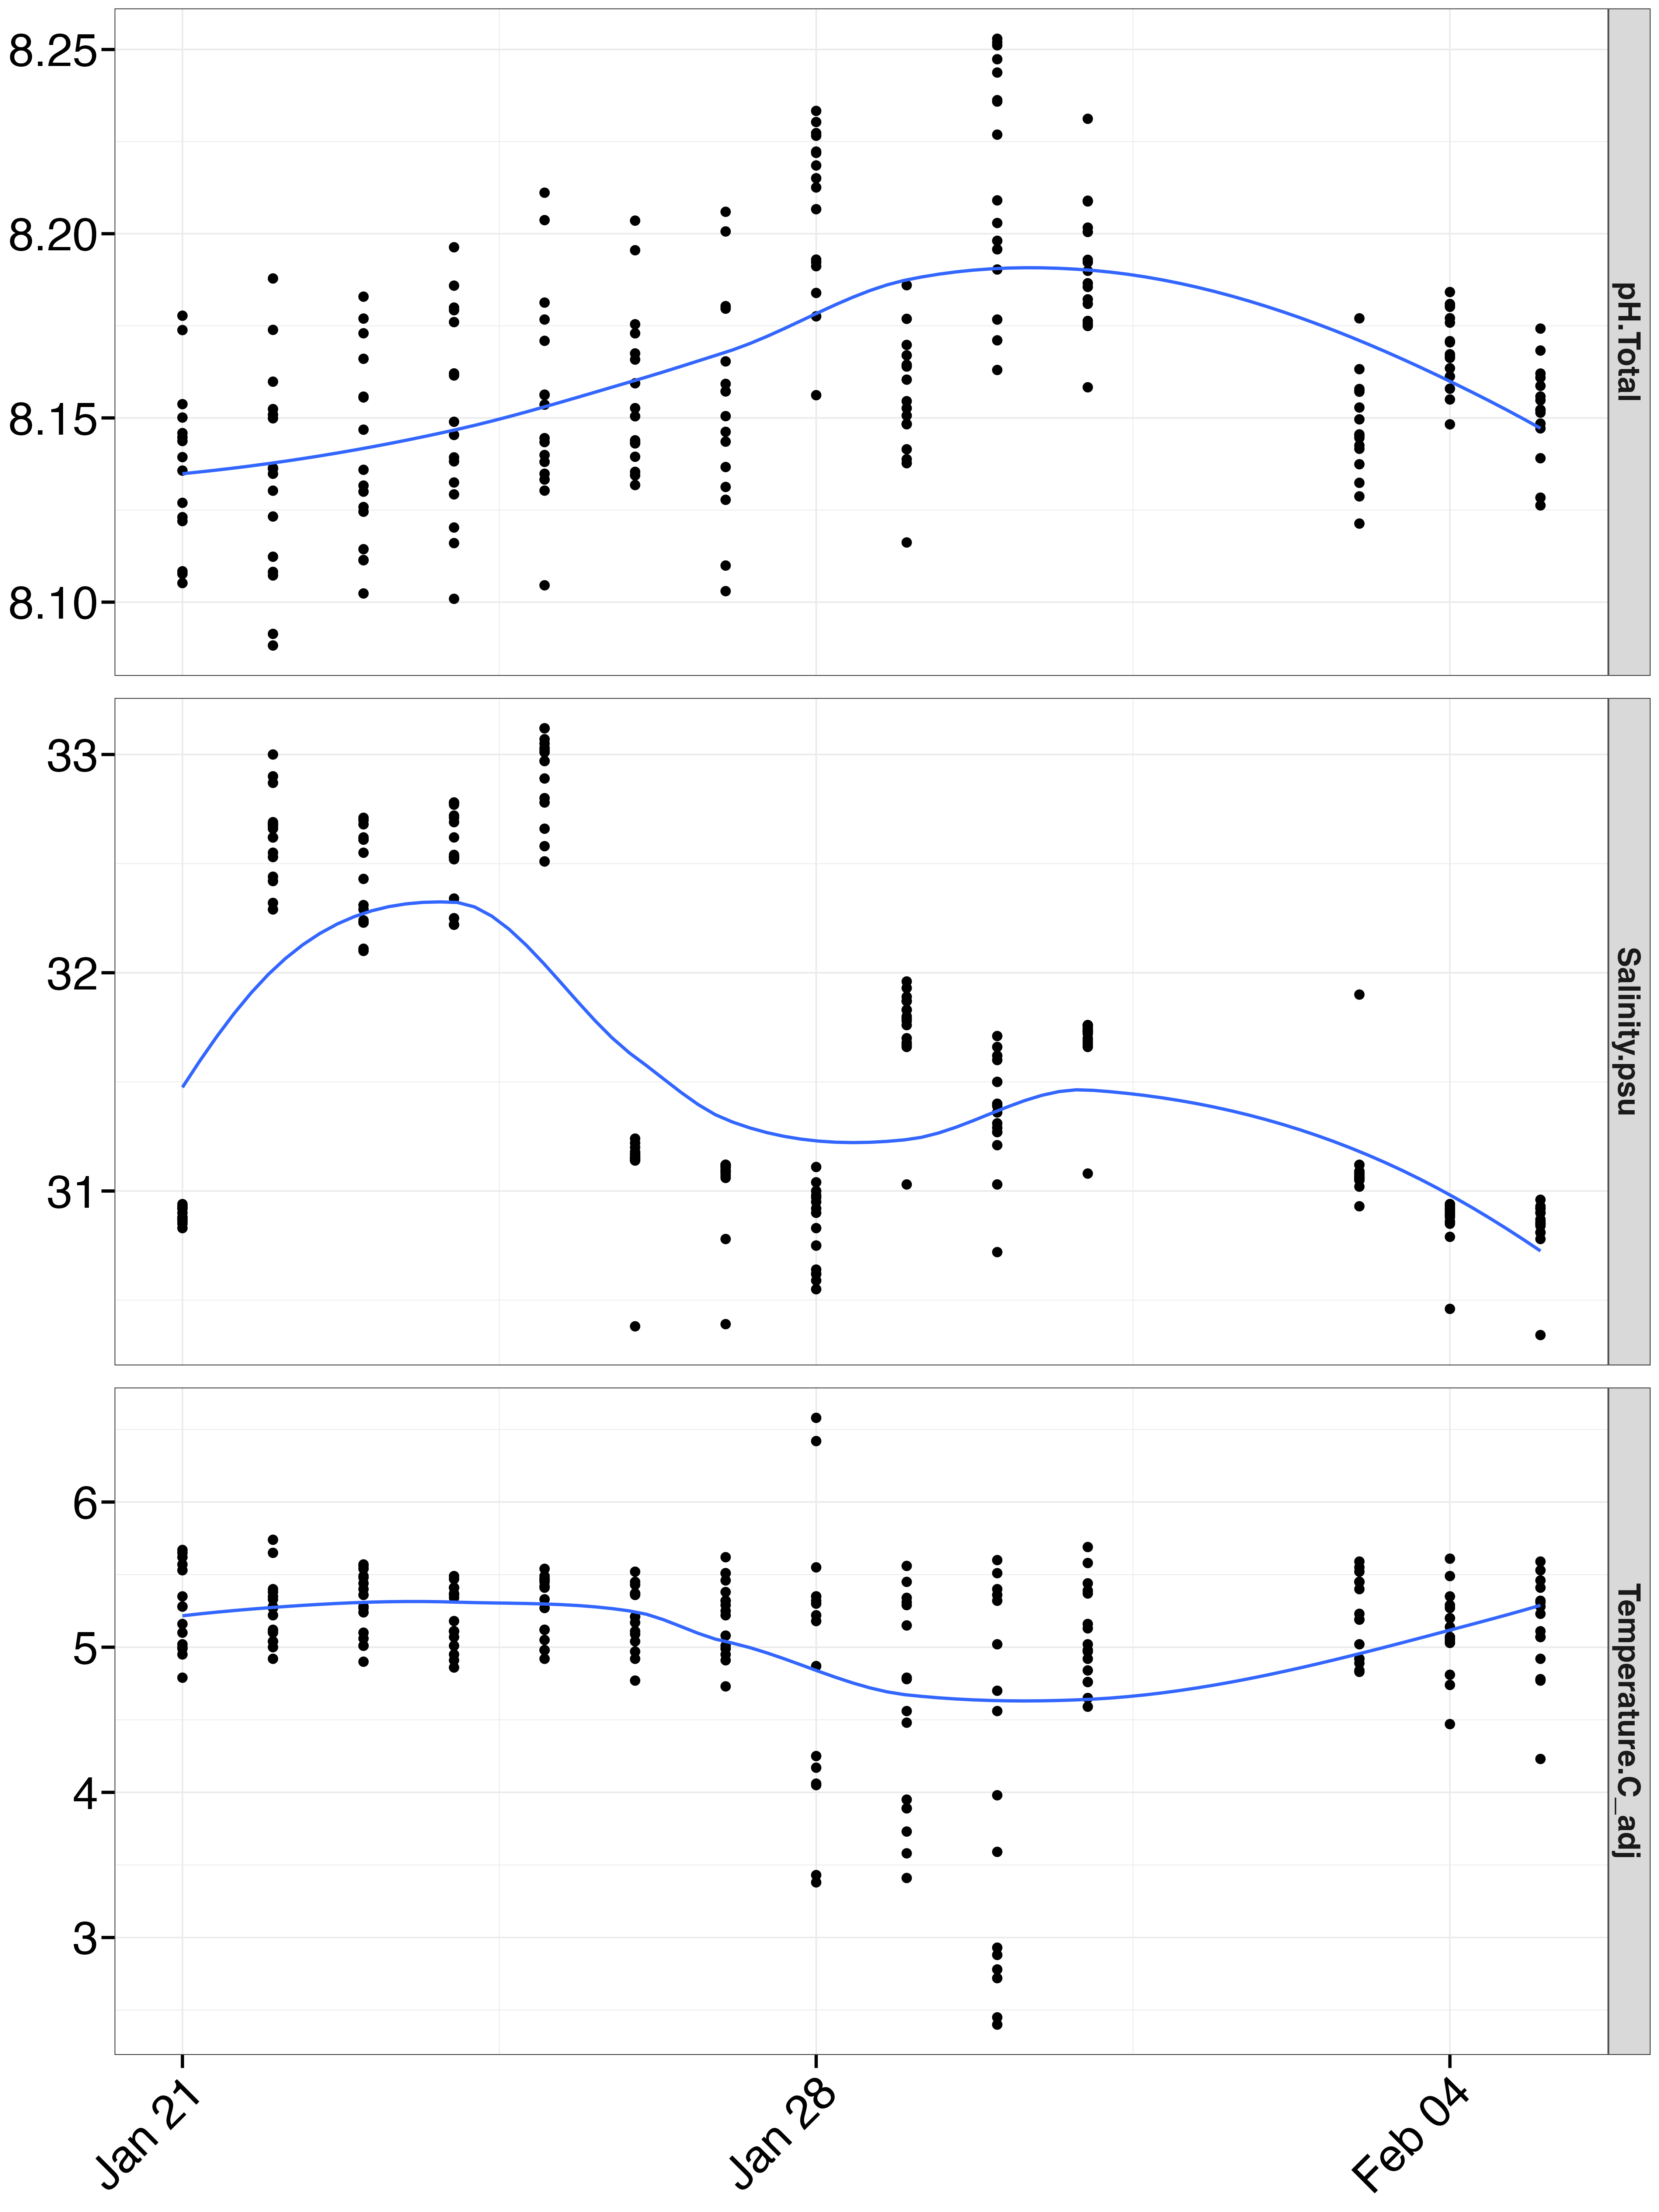 8.25
8.20
8.15
8.10
pH.Total
33
32
31
Salinity.psu
6
5
4
3
Temperature.C_adj
Jan 21
Jan 28
Feb 04